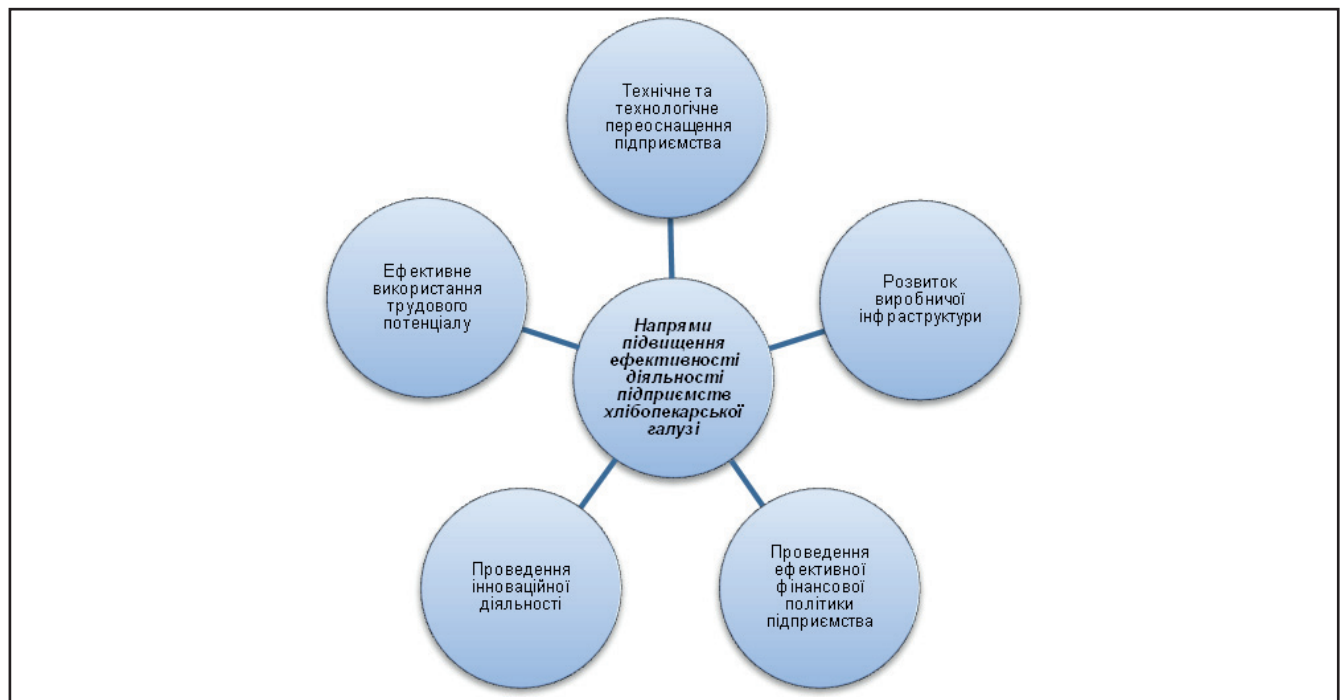 Технічне та
технологічне
переоснащення
підприємства
Ефективне
використання
трудового
потенціалу
Розвиток
виробничої
інфраструктури
Напрями
підвищення
ефективності
діяльності
підприємств
хлібопекарської
галузі
Проведення
інноваційної
діяльності
Проведення
ефективної
фінансової
політики
підприємства